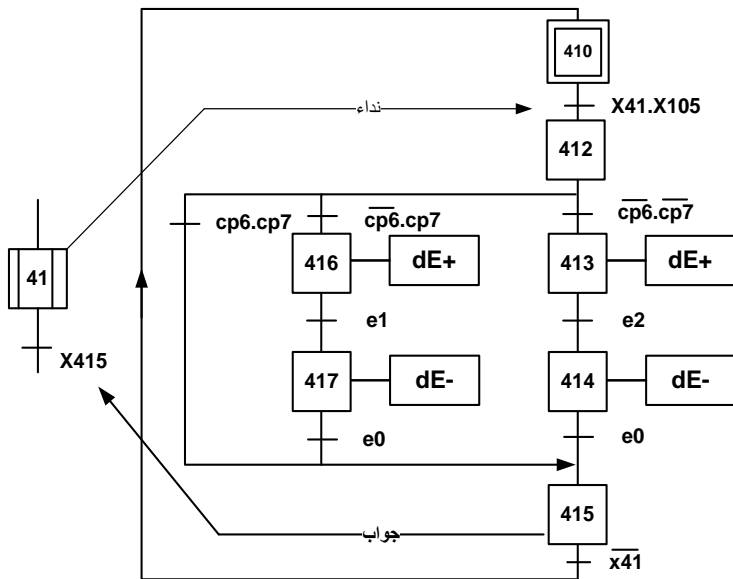 410
نداء
X41.X105
412
cp6.cp7
c̅p̅6̅.cp7
c̅p̅6̅.c̅p̅7̅
41
416
dE+
413
dE+
e1
e2
X415
417
dE-
414
dE-
e0
e0
جواب
415
x̅4̅1̅